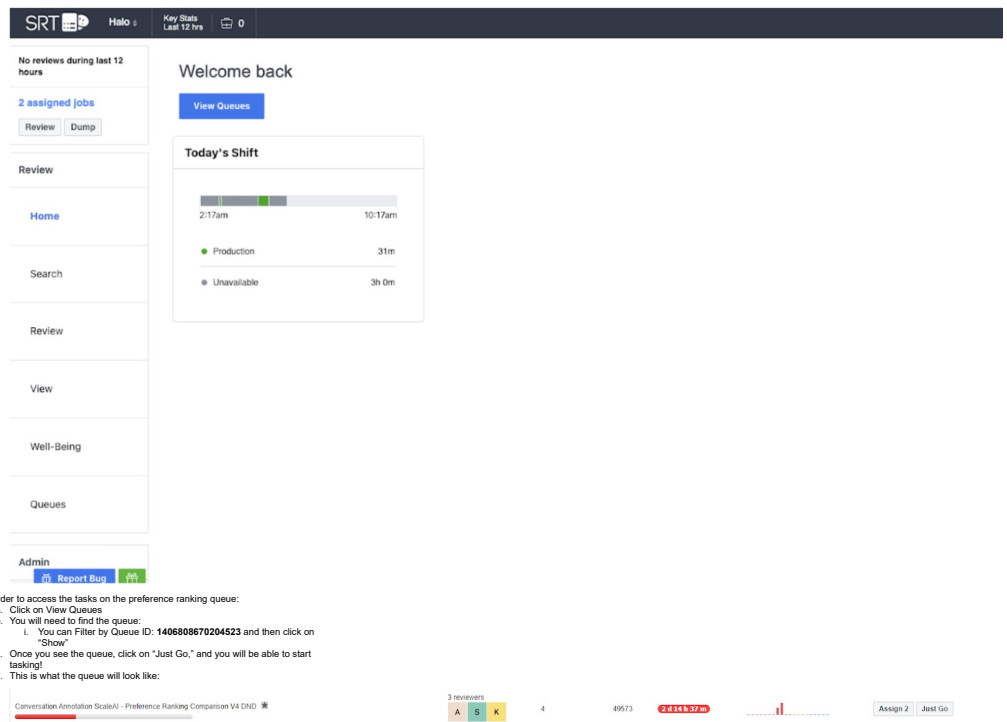 SRT Halo Key Stats
Last 12 hrs 0
No reviews during last 12
hours
2 assigned jobs
Review Dump
Review
Home
Search
Review
View
Well-Being
Queues
Admin
Report Bug
Welcome back
View Queues
Today's Shift
2:17am 10:17am
Production 31m
Unavailable 3h 0m
to access the tasks on the preference ranking queue:
Click on View Queues
You will need to find the queue:
i. You can Filter by Queue ID: 1406808670204523 and then click on
“Show”
Once you see the queue, click on “Just Go,” and you will be able to start
tasking!
This is what the queue will look like:
Conversation Annotation ScaleAI - Preference Ranking Comparison V4 DND
3 reviewers
A S K 4 49573 2 d 14 h 37 m Assign 2 Just Go